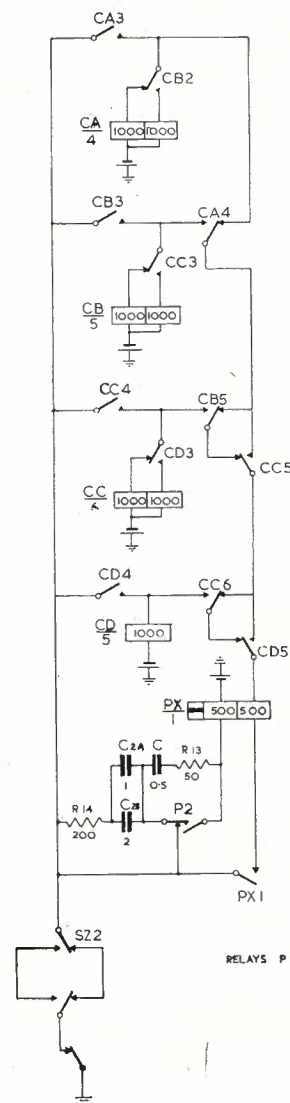 CA3
CB2
CA
4
1000 1000
CB3
CA4
CC3
CB
5
1000 1000
CC4
CB5
CD3
CC5
CC
1000 1000
CD4
CC6
CD
5
1000
CD5
PX
1
500 500
C2A
1
C
0.5
R13
50
R14
200
C2B
2
P2
PX1
SZ2
RELAYS P